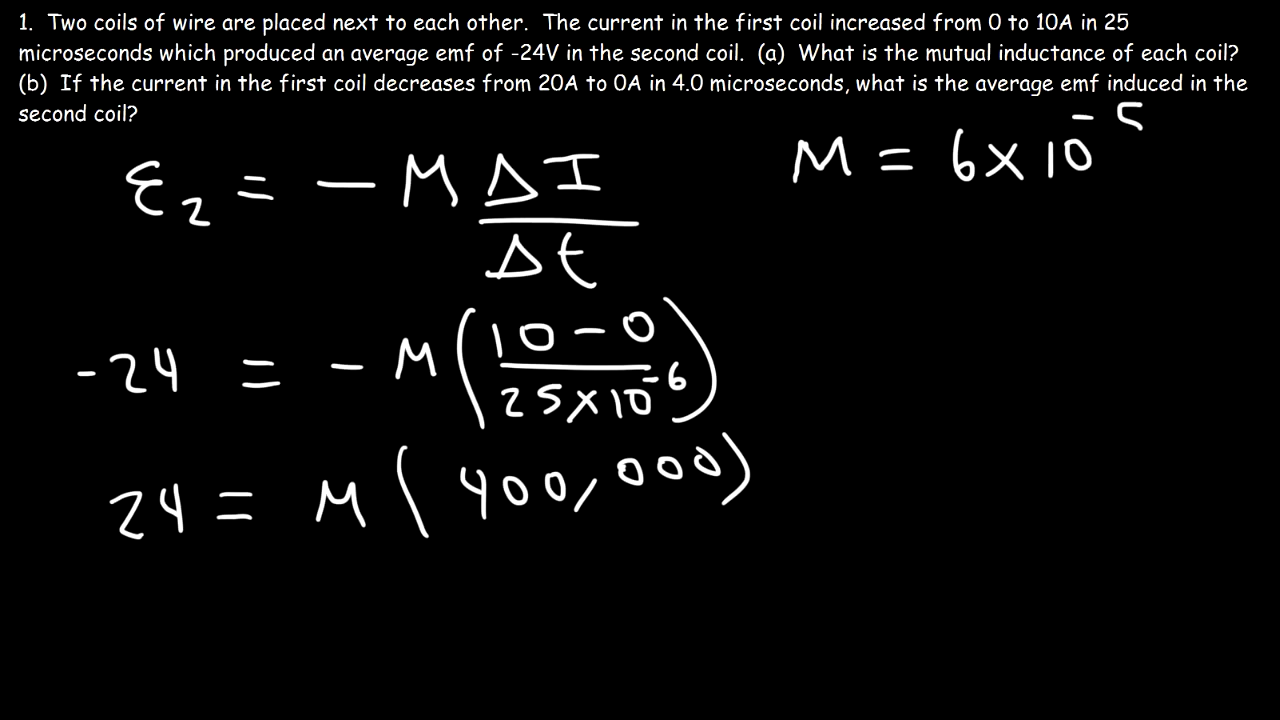 1. Two coils of wire are placed next to each other. The current in the first coil increased from 0 to 10A in 25
microseconds which produced an average emf of -24V in the second coil. (a) What is the mutual inductance of each coil?
(b) If the current in the first coil decreases from 20A to 0A in 4.0 microseconds, what is the average emf induced in the
second coil?
ε₂ = - M ΔI/Δt
M = 6 × 10⁻⁵
-24 = - M (10 - 0 / 25×10⁻⁶)
24 = M (400,000)